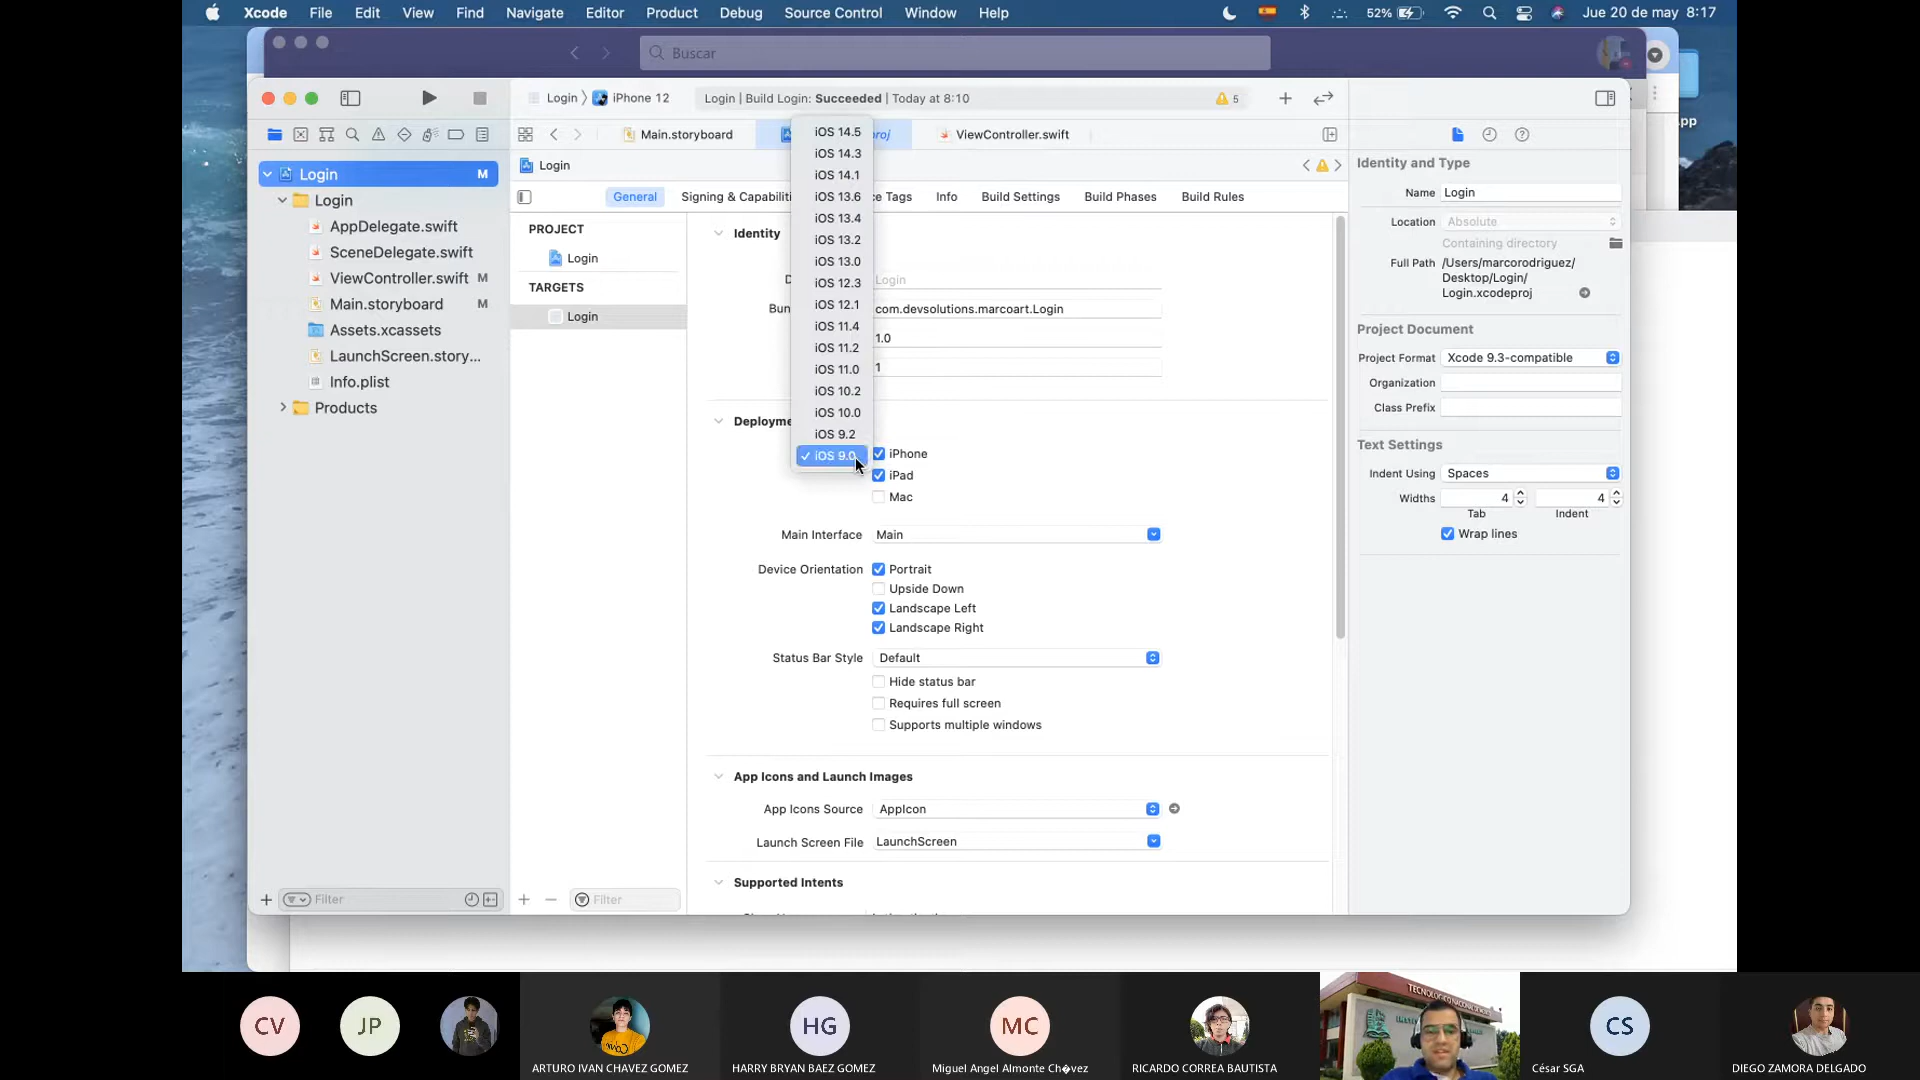 Xcode File Edit View Find Navigate Editor Product Debug Source Control Window Help 52% Jue 20 de may 8:17
Buscar
Login iPhone 12 Login | Build Login: Succeeded | Today at 8:10 5
Main.storyboard ViewController.swift
Login
General Signing & Capabiliti ce Tags Info Build Settings Build Phases Build Rules
Login M
Login
AppDelegate.swift
SceneDelegate.swift
ViewController.swift M
Main.storyboard M
Assets.xcassets
LaunchScreen.story...
Info.plist
Products
Filter
PROJECT
Login
TARGETS
Login
Filter
iOS 14.5
iOS 14.3
iOS 14.1
iOS 13.6
iOS 13.4
iOS 13.2
iOS 13.0
iOS 12.3
iOS 12.1
iOS 11.4
iOS 11.2
iOS 11.0
iOS 10.2
iOS 10.0
iOS 9.2
iOS 9.0
Identity
D Login
Bun com.devsolutions.marcoart.Login
1.0
1
Deployme
iPhone
iPad
Mac
Main Interface Main
Device Orientation Portrait
Upside Down
Landscape Left
Landscape Right
Status Bar Style Default
Hide status bar
Requires full screen
Supports multiple windows
App Icons and Launch Images
App Icons Source AppIcon
Launch Screen File LaunchScreen
Supported Intents
Identity and Type
Name Login
Location Absolute
Containing directory
Full Path /Users/marcorodriguez/
Desktop/Login/
Login.xcodeproj
Project Document
Project Format Xcode 9.3-compatible
Organization
Class Prefix
Text Settings
Indent Using Spaces
Widths 4 4
Tab Indent
Wrap lines
pp
CV JP HG MC CS
ARTURO IVAN CHAVEZ GOMEZ HARRY BRYAN BAEZ GOMEZ Miguel Angel Almonte Ch�vez RICARDO CORREA BAUTISTA César SGA DIEGO ZAMORA DELGADO